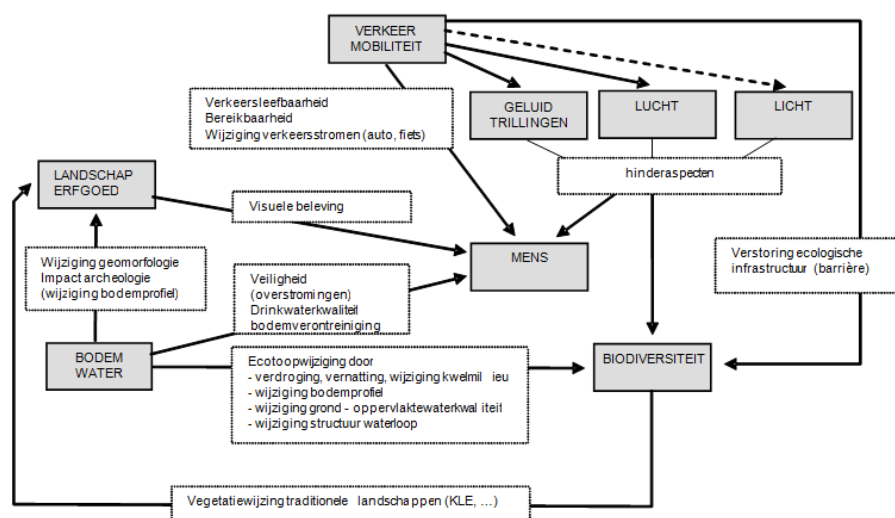 VERKEER
MOBILITEIT
GELUID
TRILLINGEN
LUCHT
LICHT
Verkeersleefbaarheid
Bereikbaarheid
Wijziging verkeersstromen (auto, fiets)
hinderaspecten
LANDSCHAP
ERFGOED
Visuele beleving
MENS
Verstoring ecologische
infrastructuur (barrière)
Wijziging geomorfologie
Impact archeologie
(wijziging bodemprofiel)
Veiligheid
(overstromingen)
Drinkwaterkwaliteit
bodemverontreiniging
BODEM
WATER
Ecotoopwijziging door
- verdroging, vernatting, wijziging kwelmil ieu
- wijziging bodemprofiel
- wijziging grond - oppervlaktewaterkwal iteit
- wijziging structuur waterloop
BIODIVERSITEIT
Vegetatiewijzing traditionele landschappen (KLE, ...)